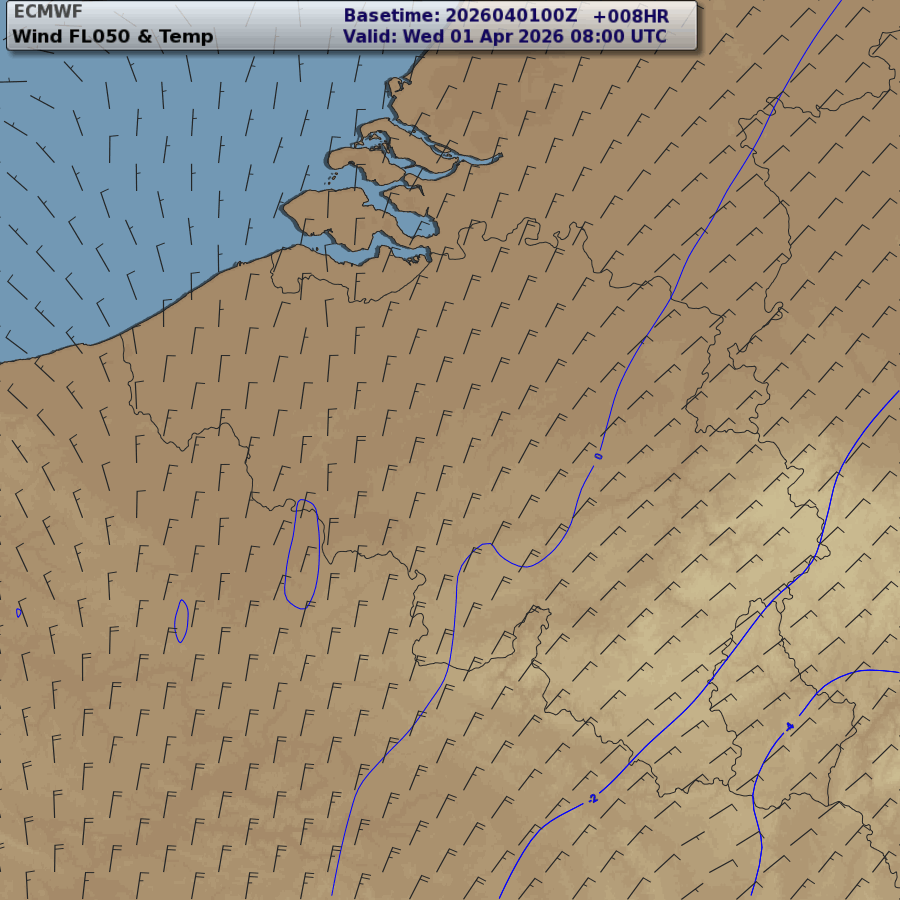 ECMWF
Basetime: 2026040100Z +008HR
Wind FL050 & Temp
Valid: Wed 01 Apr 2026 08:00 UTC
0
-4
-2